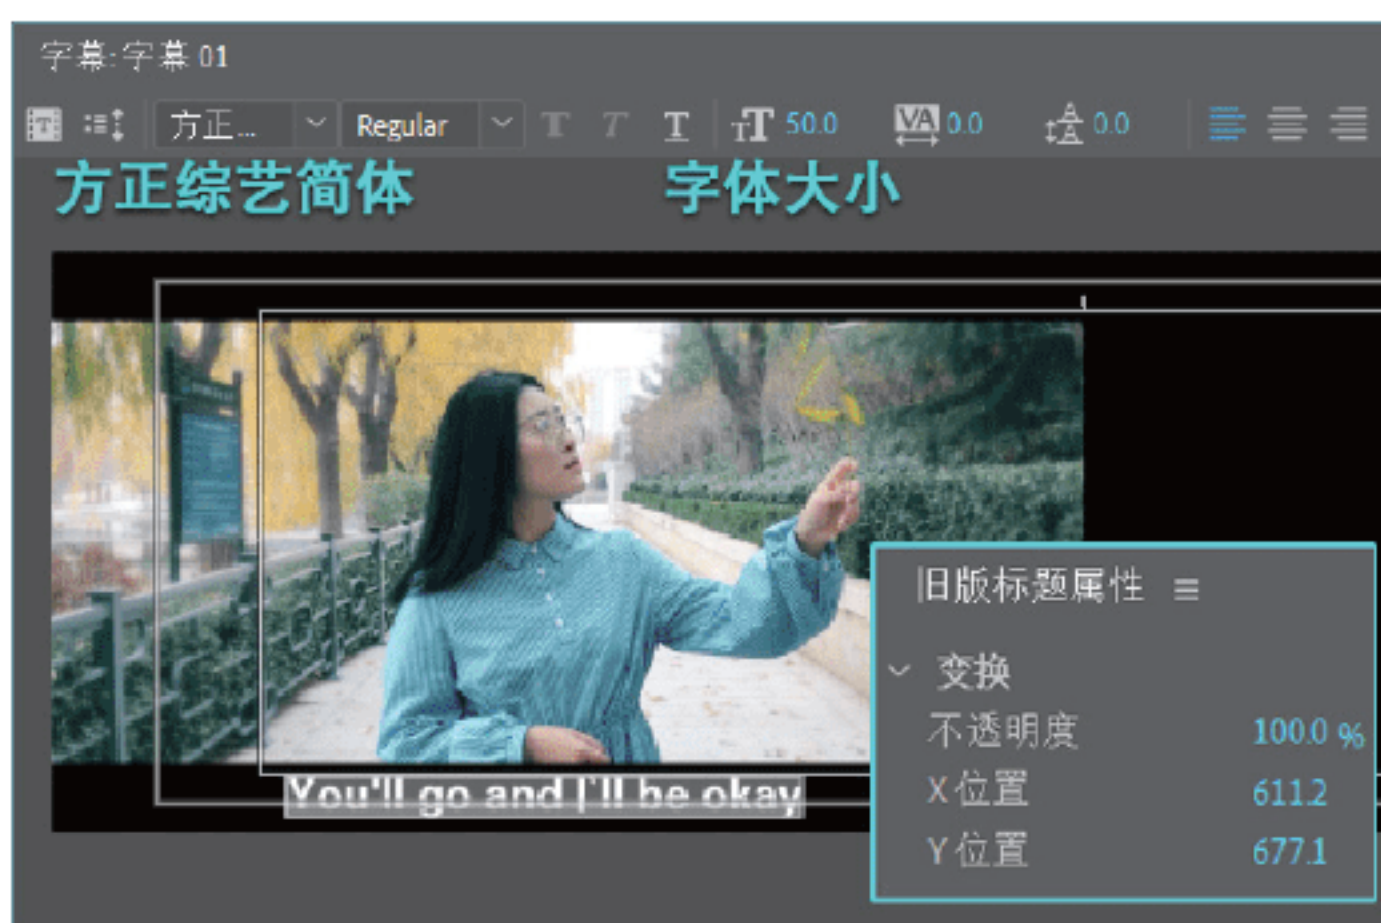 字幕: 字幕 01
方正... Regular T T T TT 50.0 VA 0.0 0.0
方正综艺简体 字体大小
You'll go and I'll be okay
旧版标题属性
变换
不透明度 100.0 %
X 位置 611.2
Y 位置 677.1